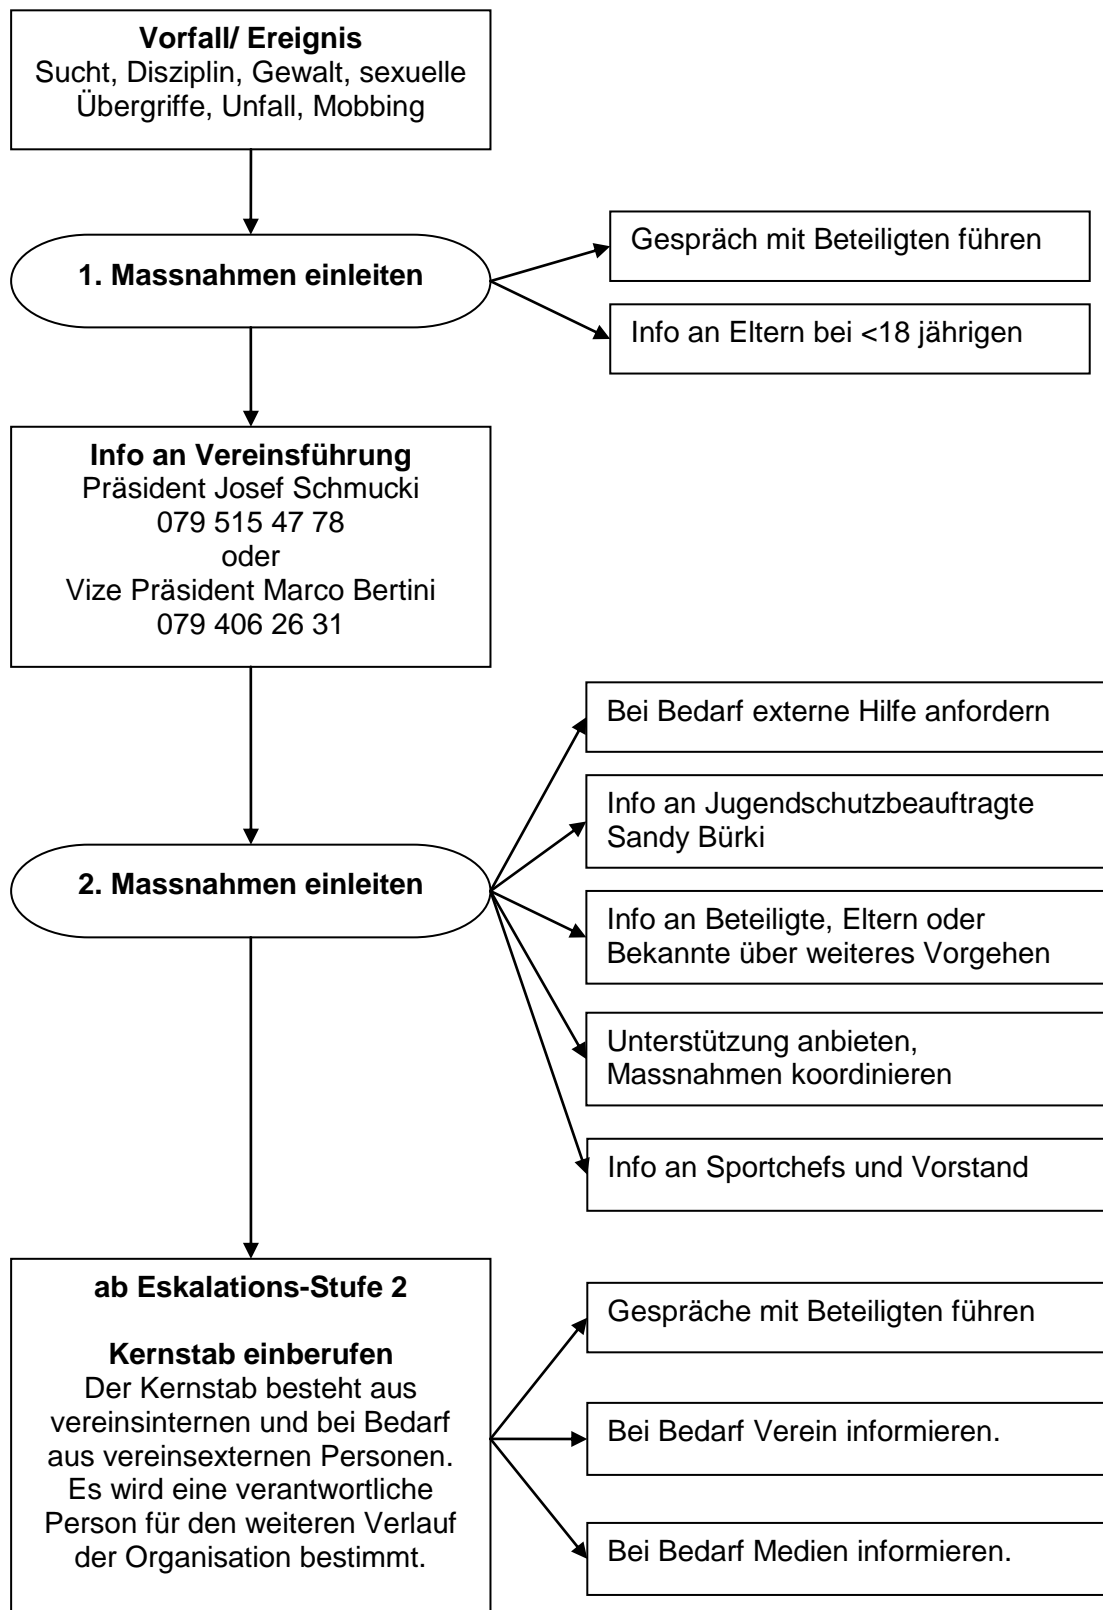 Vorfall/ Ereignis
Sucht, Disziplin, Gewalt, sexuelle
Übergriffe, Unfall, Mobbing
1. Massnahmen einleiten
Gespräch mit Beteiligten führen
Info an Eltern bei <18 jährigen
Info an Vereinsführung
Präsident Josef Schmucki
079 515 47 78
oder
Vize Präsident Marco Bertini
079 406 26 31
2. Massnahmen einleiten
Bei Bedarf externe Hilfe anfordern
Info an Jugendschutzbeauftragte
Sandy Bürki
Info an Beteiligte, Eltern oder
Bekannte über weiteres Vorgehen
Unterstützung anbieten,
Massnahmen koordinieren
Info an Sportchefs und Vorstand
ab Eskalations-Stufe 2
Kernstab einberufen
Der Kernstab besteht aus
vereinsinternen und bei Bedarf
aus vereinsexternen Personen.
Es wird eine verantwortliche
Person für den weiteren Verlauf
der Organisation bestimmt.
Gespräche mit Beteiligten führen
Bei Bedarf Verein informieren.
Bei Bedarf Medien informieren.